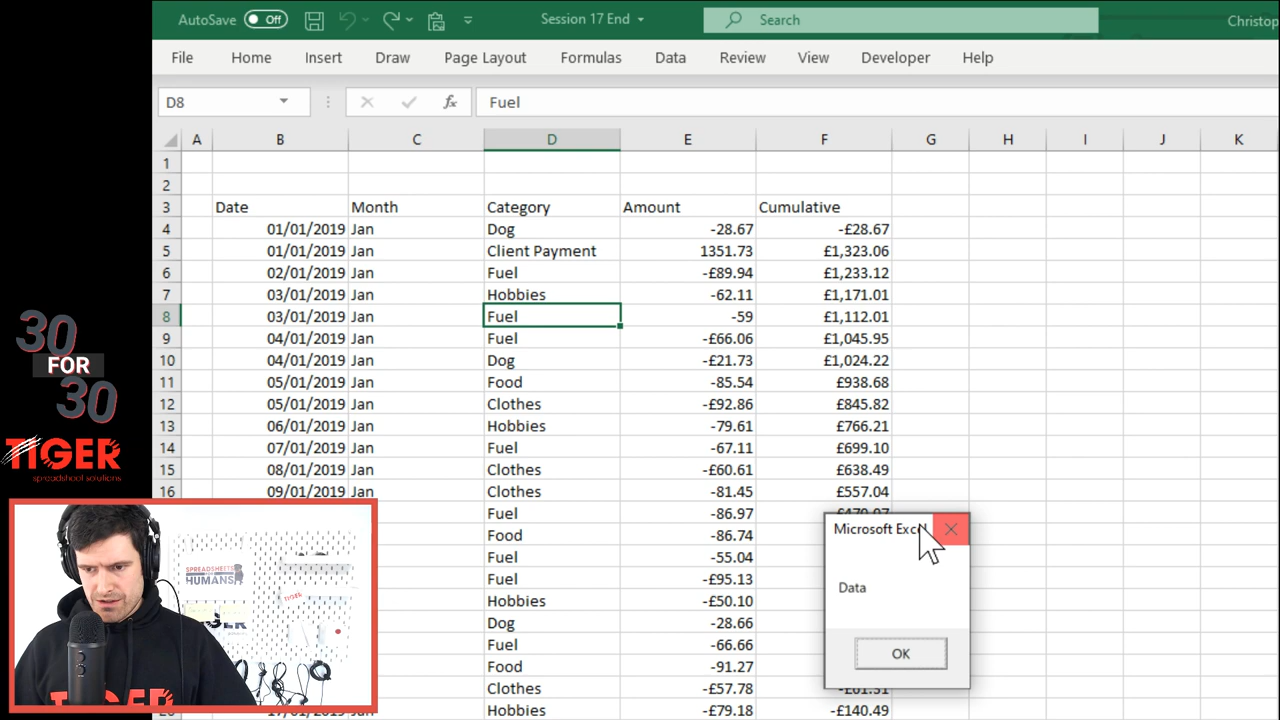 AutoSave Off Session 17 End Search Christop
File Home Insert Draw Page Layout Formulas Data Review View Developer Help
D8 fx Fuel
A B C D E F G H I J K
1
2
3 Date Month Category Amount Cumulative
4 01/01/2019 Jan Dog -28.67 -£28.67
5 01/01/2019 Jan Client Payment 1351.73 £1,323.06
6 02/01/2019 Jan Fuel -£89.94 £1,233.12
7 03/01/2019 Jan Hobbies -62.11 £1,171.01
8 03/01/2019 Jan Fuel -59 £1,112.01
9 04/01/2019 Jan Fuel -£66.06 £1,045.95
10 04/01/2019 Jan Dog -£21.73 £1,024.22
11 05/01/2019 Jan Food -85.54 £938.68
12 05/01/2019 Jan Clothes -£92.86 £845.82
13 06/01/2019 Jan Hobbies -79.61 £766.21
14 07/01/2019 Jan Fuel -67.11 £699.10
15 08/01/2019 Jan Clothes -£60.61 £638.49
16 09/01/2019 Jan Clothes -81.45 £557.04
Fuel -86.97
Food -86.74
Fuel -55.04
Fuel -£95.13
Hobbies -£50.10
Dog -28.66
Fuel -66.66
Food -91.27
Clothes -£57.78
Hobbies -£79.18 -£140.49
Microsoft Excel
Data
OK
30
FOR
30
TIGER
spreadsheet solutions
SPREADSHEETS
HUMANS
TIGER
TIGER